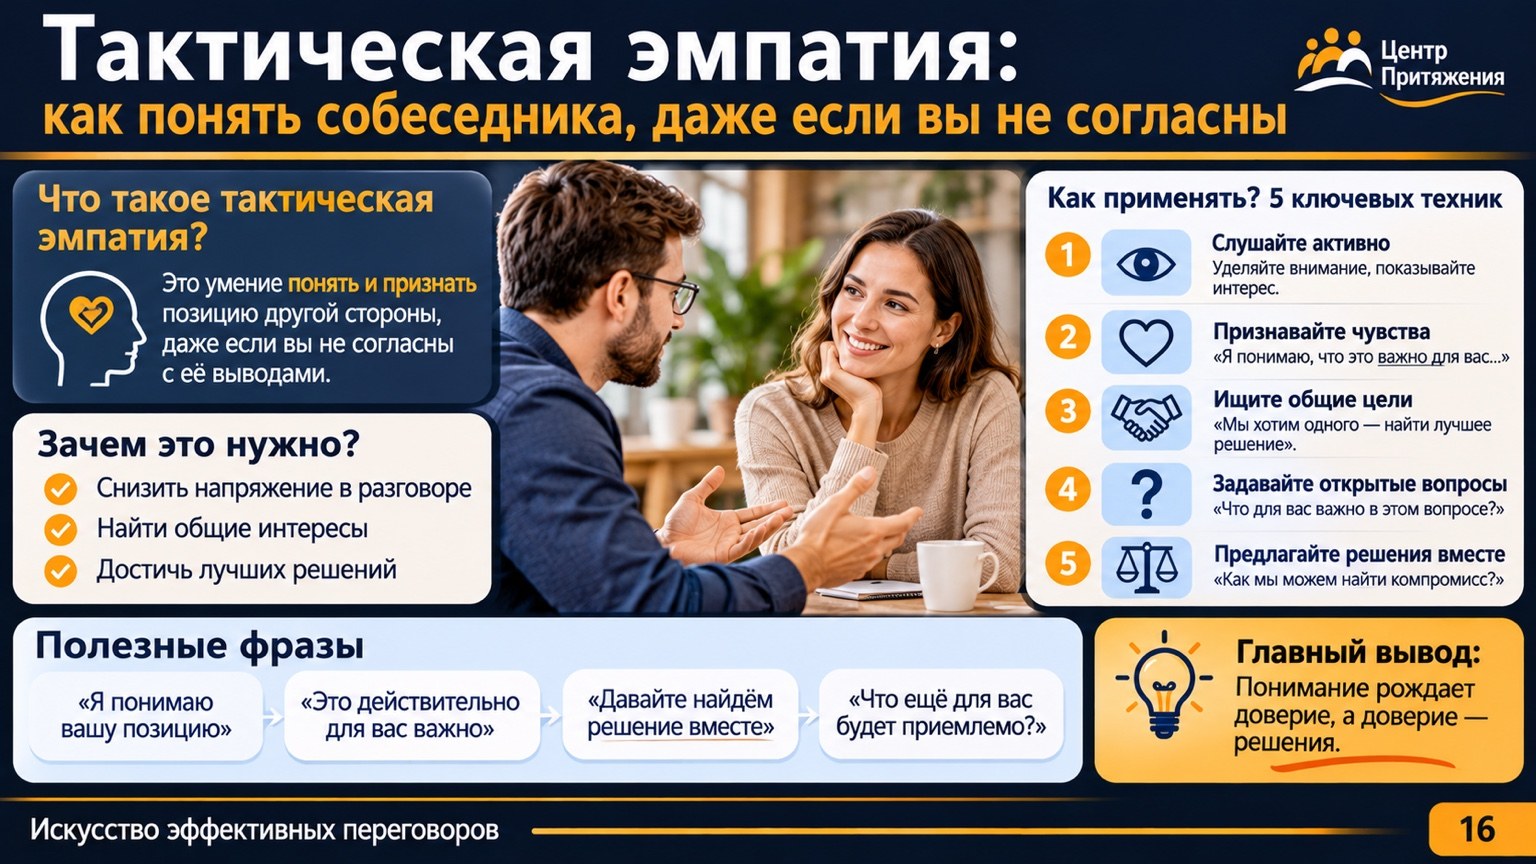 Тактическая эмпатия:
как понять собеседника, даже если вы не согласны
Центр
Притяжения
Что такое тактическая
эмпатия?
Это умение понять и признать
позицию другой стороны,
даже если вы не согласны
с её выводами.
Зачем это нужно?
Снизить напряжение в разговоре
Найти общие интересы
Достичь лучших решений
Как применять? 5 ключевых техник
1
Слушайте активно
Уделяйте внимание, показывайте
интерес.
2
Признавайте чувства
«Я понимаю, что это важно для вас...»
3
Ищите общие цели
«Мы хотим одного — найти лучшее
решение».
4
?
Задавайте открытые вопросы
«Что для вас важно в этом вопросе?»
5
Предлагайте решения вместе
«Как мы можем найти компромисс?»
Полезные фразы
«Я понимаю
вашу позицию»
«Это действительно
для вас важно»
«Давайте найдём
решение вместе»
«Что ещё для вас
будет приемлемо?»
Главный вывод:
Понимание рождает
доверие, а доверие —
решения.
Искусство эффективных переговоров
16